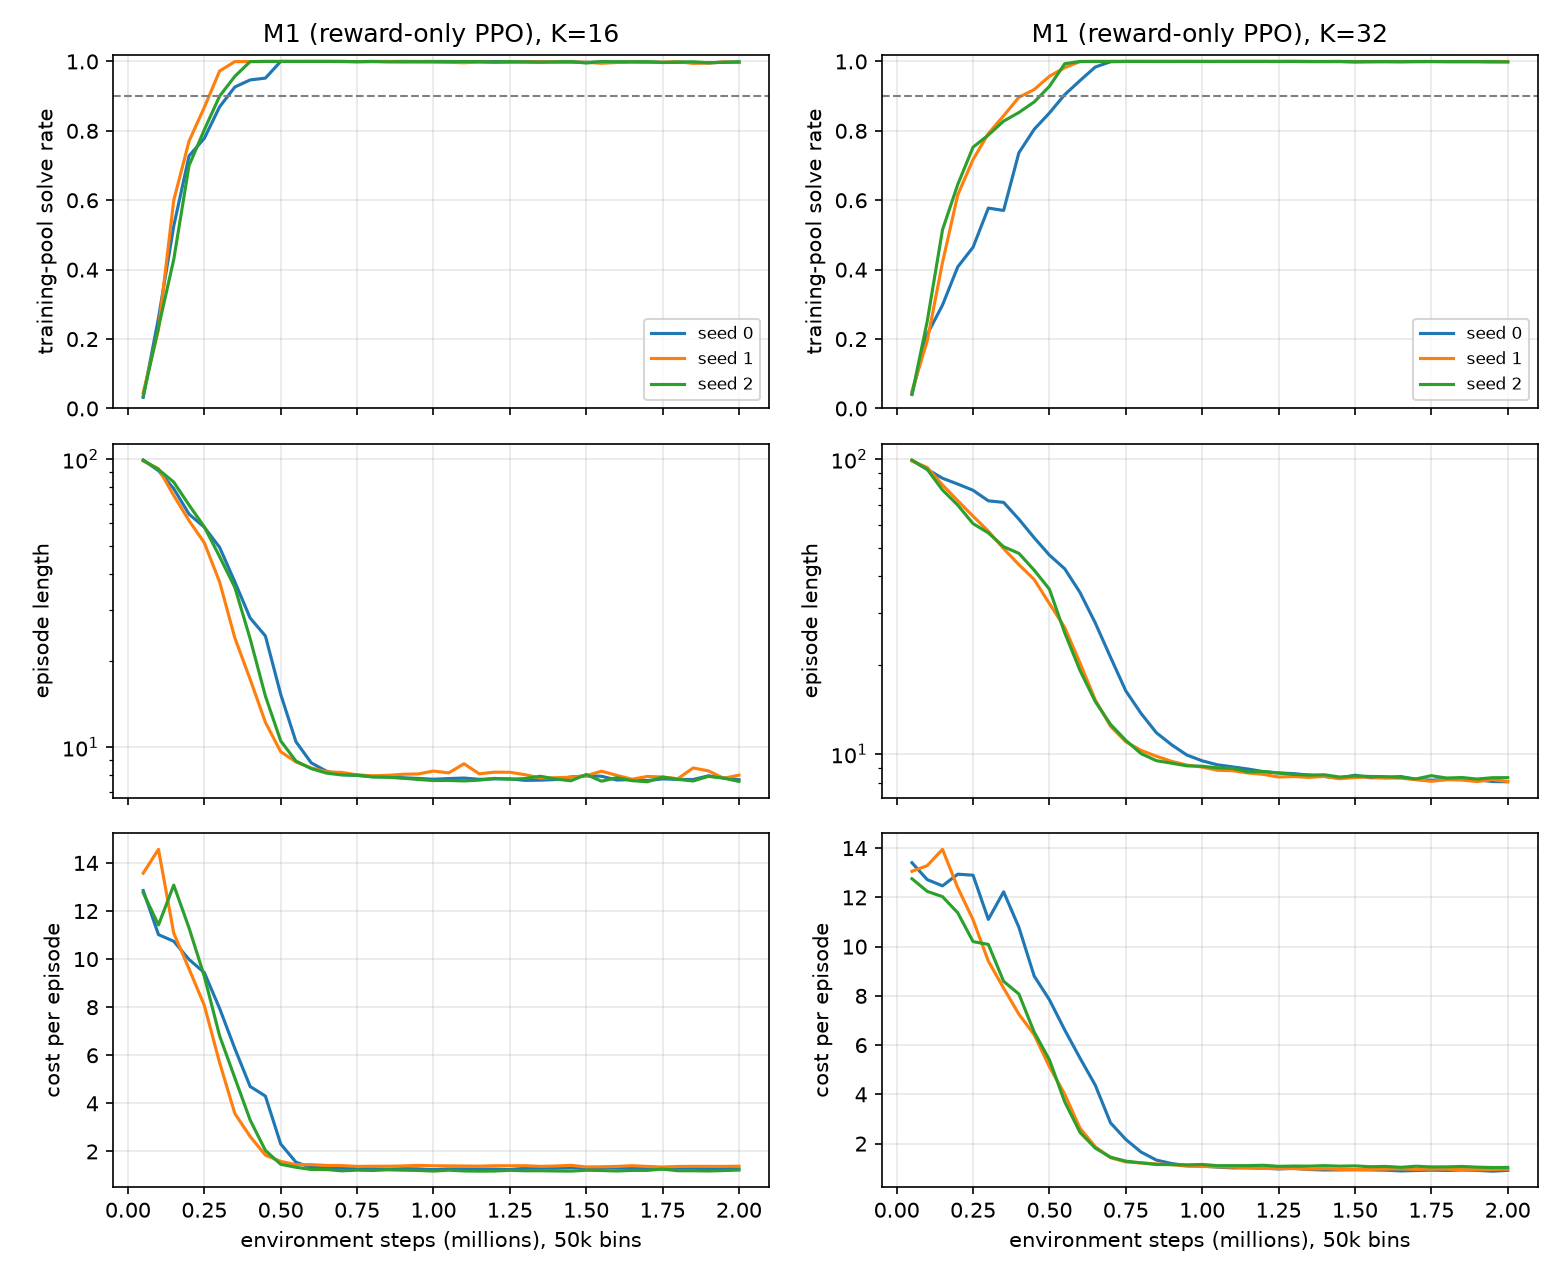 M1 (reward-only PPO), K=16
training-pool solve rate
1.0
0.8
0.6
0.4
0.2
0.0
seed 0
seed 1
seed 2
M1 (reward-only PPO), K=32
training-pool solve rate
1.0
0.8
0.6
0.4
0.2
0.0
seed 0
seed 1
seed 2
episode length
10²
10¹
episode length
10²
10¹
cost per episode
14
12
10
8
6
4
2
0.00 0.25 0.50 0.75 1.00 1.25 1.50 1.75 2.00
environment steps (millions), 50k bins
cost per episode
14
12
10
8
6
4
2
0.00 0.25 0.50 0.75 1.00 1.25 1.50 1.75 2.00
environment steps (millions), 50k bins